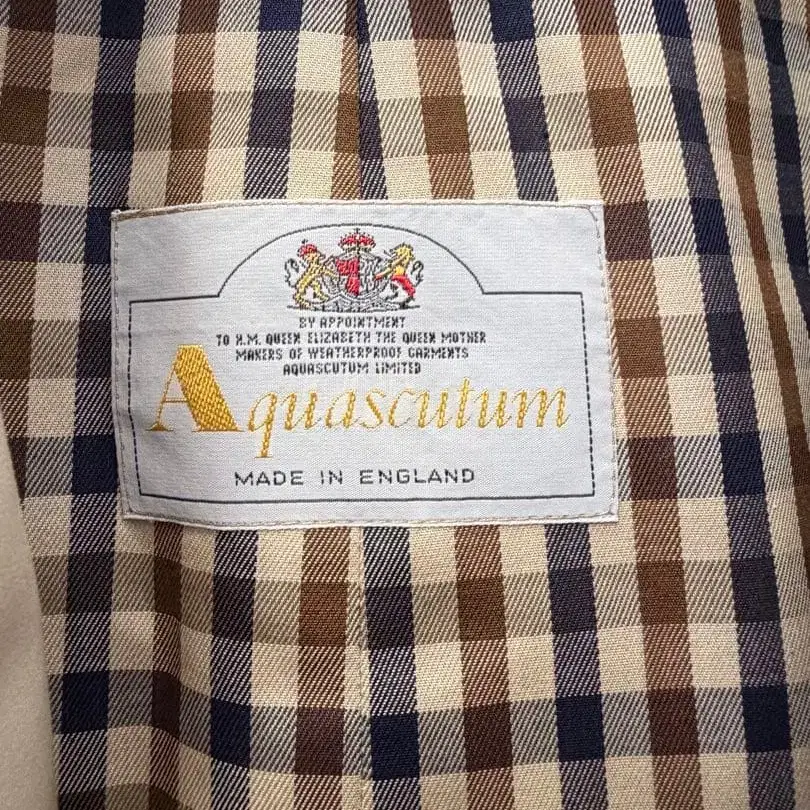 BY APPOINTMENT
TO H.M. QUEEN ELIZABETH THE QUEEN MOTHER
MAKERS OF WEATHERPROOF GARMENTS
AQUASCUTUM LIMITED
Aquascutum
MADE IN ENGLAND